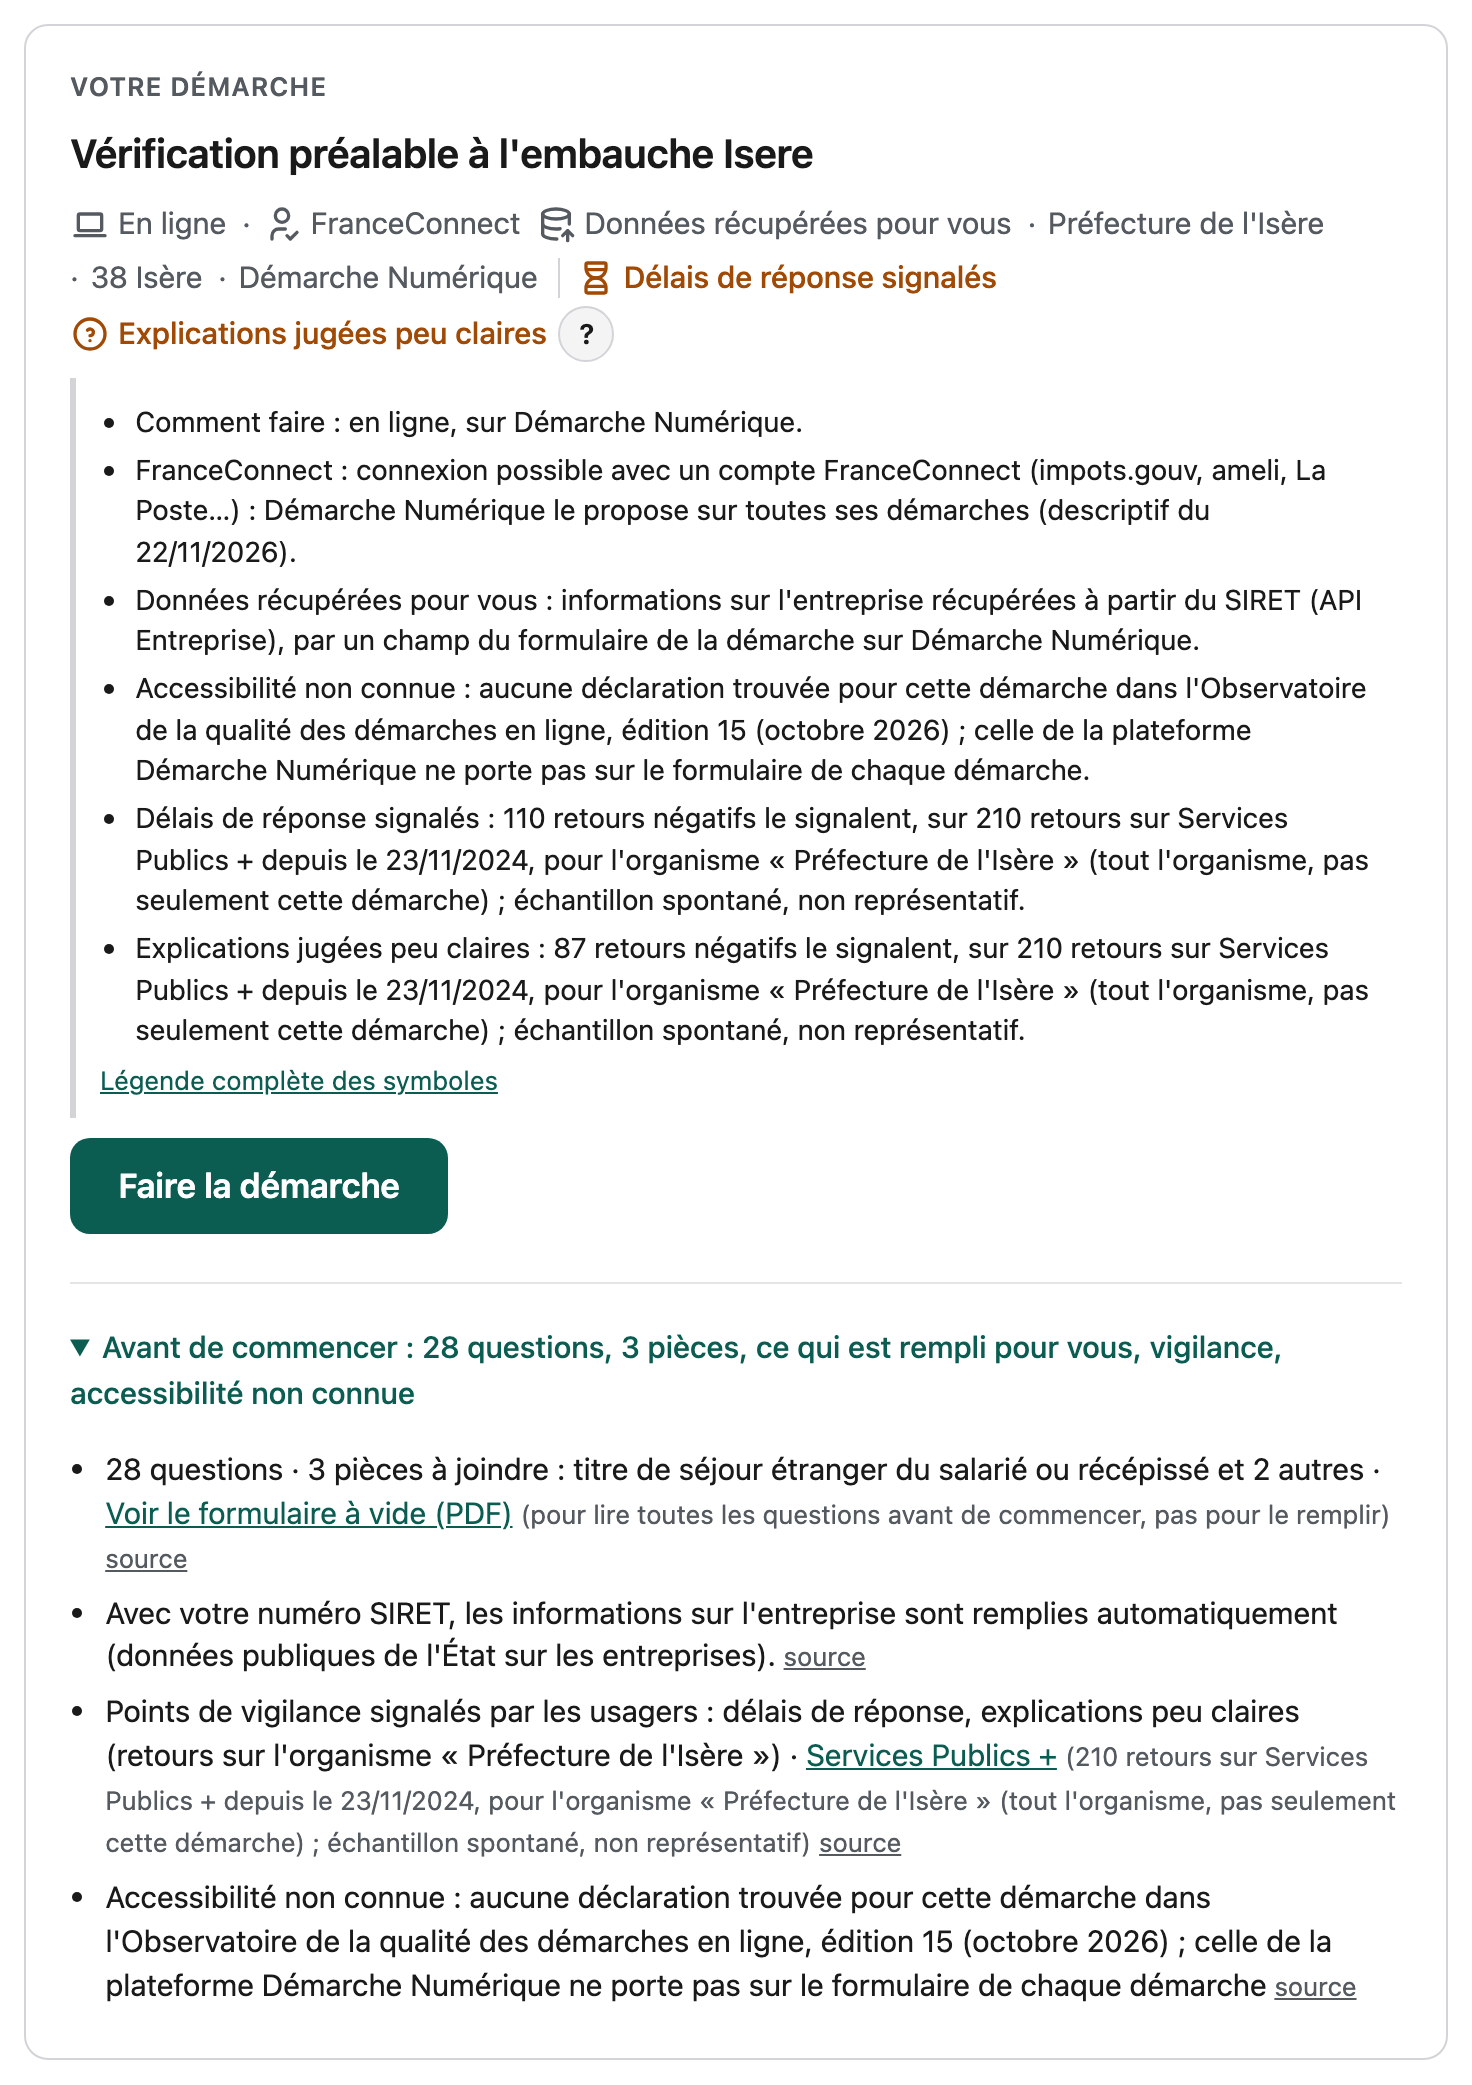 VOTRE DÉMARCHE
Vérification préalable à l'embauche Isere
En ligne · FranceConnect Données récupérées pour vous · Préfecture de l'Isère
· 38 Isère · Démarche Numérique Délais de réponse signalés
Explications jugées peu claires ?
• Comment faire : en ligne, sur Démarche Numérique.
• FranceConnect : connexion possible avec un compte FranceConnect (impots.gouv, ameli, La
Poste…) : Démarche Numérique le propose sur toutes ses démarches (descriptif du
22/11/2026).
• Données récupérées pour vous : informations sur l'entreprise récupérées à partir du SIRET (API
Entreprise), par un champ du formulaire de la démarche sur Démarche Numérique.
• Accessibilité non connue : aucune déclaration trouvée pour cette démarche dans l'Observatoire
de la qualité des démarches en ligne, édition 15 (octobre 2026) ; celle de la plateforme
Démarche Numérique ne porte pas sur le formulaire de chaque démarche.
• Délais de réponse signalés : 110 retours négatifs le signalent, sur 210 retours sur Services
Publics + depuis le 23/11/2024, pour l'organisme « Préfecture de l'Isère » (tout l'organisme, pas
seulement cette démarche) ; échantillon spontané, non représentatif.
• Explications jugées peu claires : 87 retours négatifs le signalent, sur 210 retours sur Services
Publics + depuis le 23/11/2024, pour l'organisme « Préfecture de l'Isère » (tout l'organisme, pas
seulement cette démarche) ; échantillon spontané, non représentatif.
Légende complète des symboles
Faire la démarche
▼ Avant de commencer : 28 questions, 3 pièces, ce qui est rempli pour vous, vigilance,
accessibilité non connue
• 28 questions · 3 pièces à joindre : titre de séjour étranger du salarié ou récépissé et 2 autres ·
Voir le formulaire à vide (PDF) (pour lire toutes les questions avant de commencer, pas pour le remplir)
source
• Avec votre numéro SIRET, les informations sur l'entreprise sont remplies automatiquement
(données publiques de l'État sur les entreprises). source
• Points de vigilance signalés par les usagers : délais de réponse, explications peu claires
(retours sur l'organisme « Préfecture de l'Isère ») · Services Publics + (210 retours sur Services
Publics + depuis le 23/11/2024, pour l'organisme « Préfecture de l'Isère » (tout l'organisme, pas seulement
cette démarche) ; échantillon spontané, non représentatif) source
• Accessibilité non connue : aucune déclaration trouvée pour cette démarche dans
l'Observatoire de la qualité des démarches en ligne, édition 15 (octobre 2026) ; celle de la
plateforme Démarche Numérique ne porte pas sur le formulaire de chaque démarche source